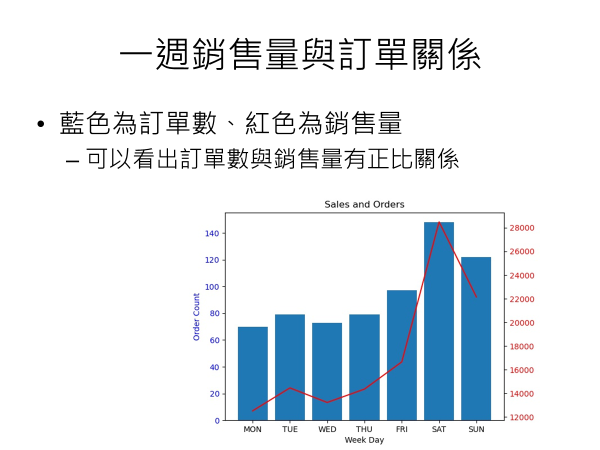 一週銷售量與訂單關係
• 藍色為訂單數、紅色為銷售量
– 可以看出訂單數與銷售量有正比關係
Sales and Orders
Order Count
140
120
100
80
60
40
20
0
28000
26000
24000
22000
20000
18000
16000
14000
12000
MON TUE WED THU FRI SAT SUN
Week Day